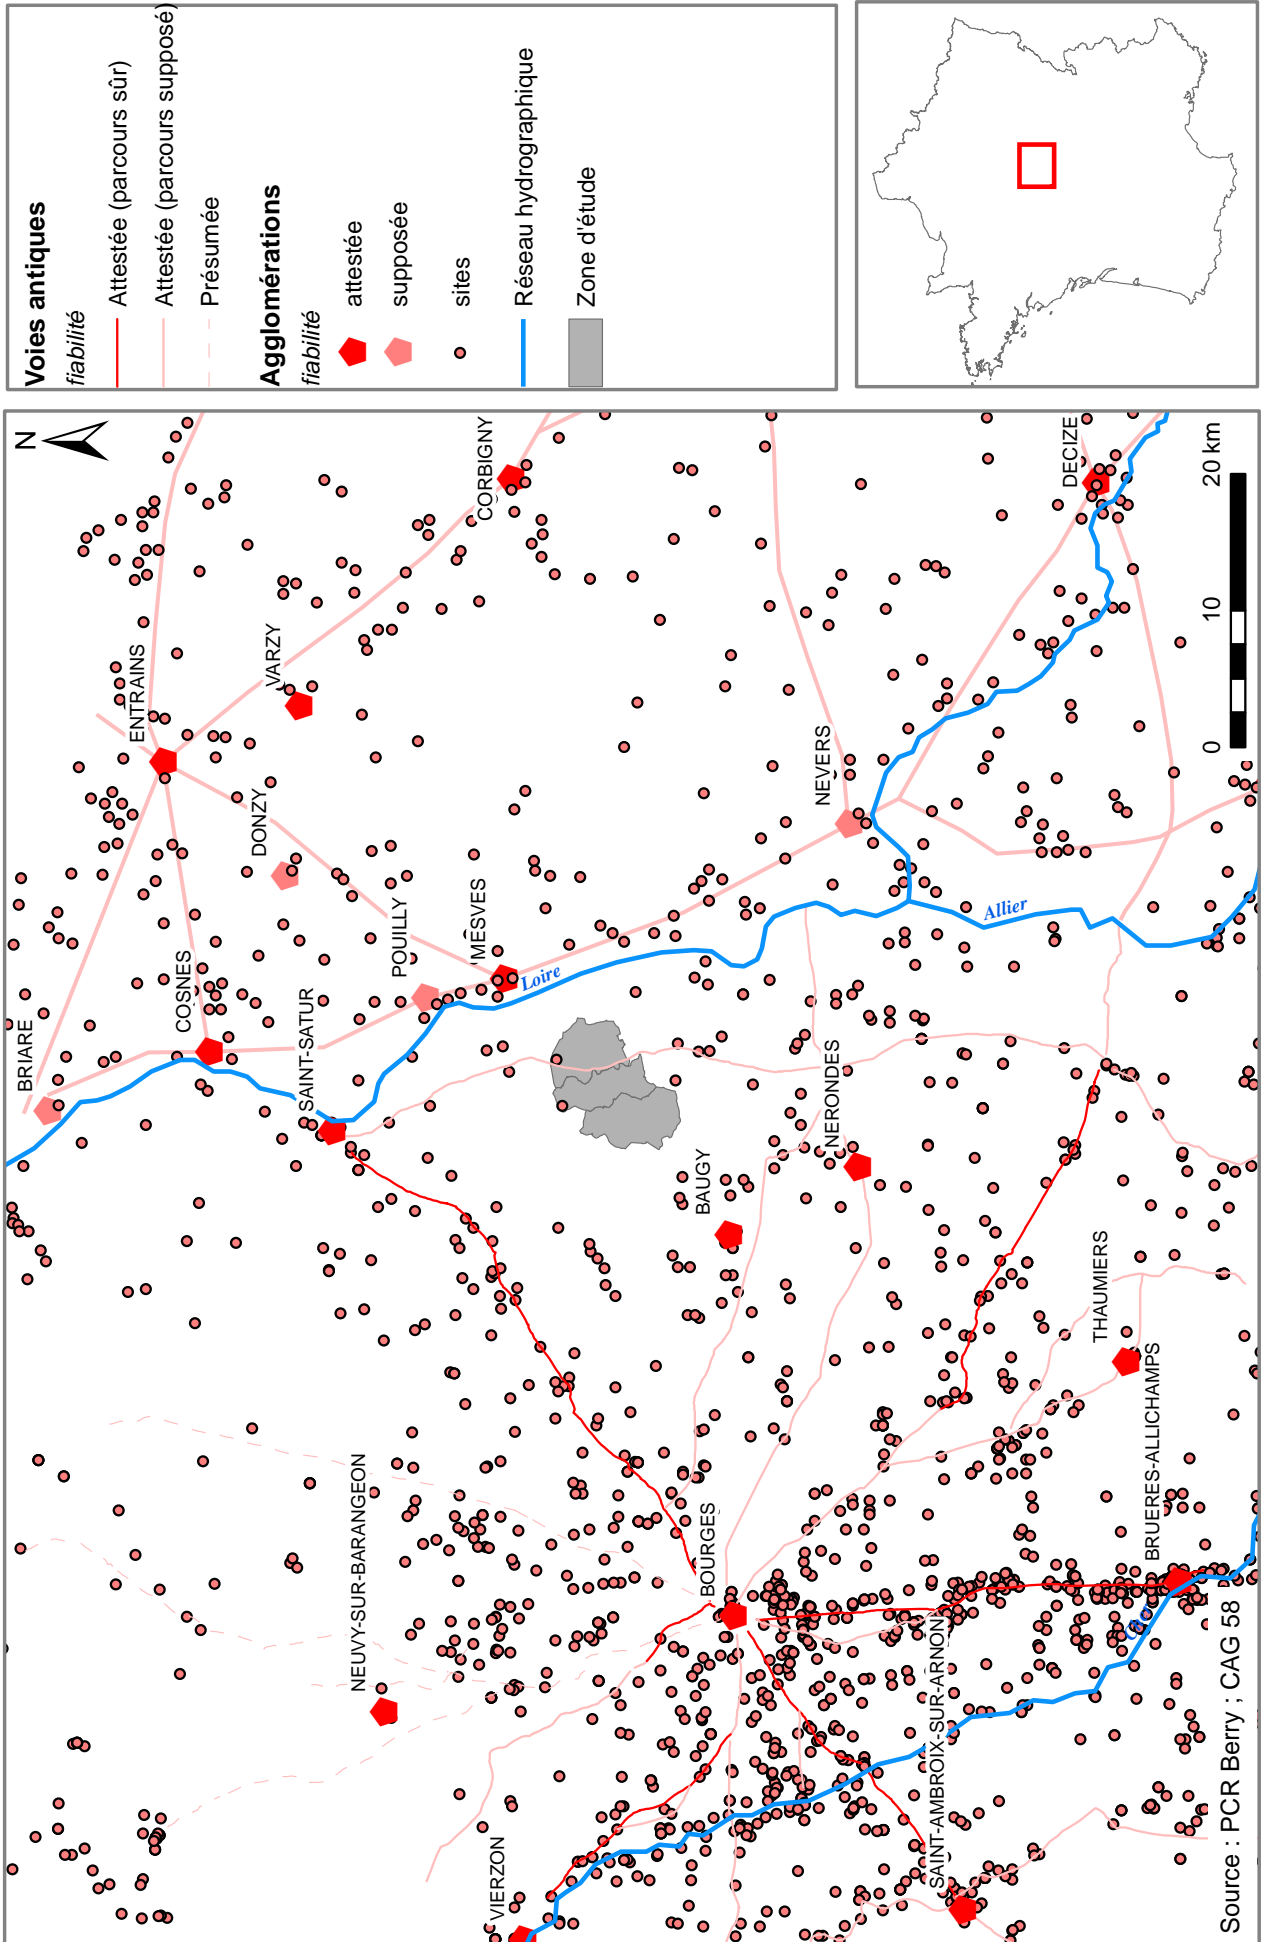 Voies antiques
fiabilité
Attestée (parcours sûr)
Attestée (parcours supposé)
Présumée
Agglomérations
fiabilité
attestée
supposée
sites
Réseau hydrographique
Zone d'étude
N
BRIARE
COSNES
ENTRAINS
SAINT-SATUR
DONZY
VARZY
NEUVY-SUR-BARANGEON
POUILLY
MESVES
CORBIGNY
VIERZON
Loire
BOURGES
BAUGY
NERONDES
NEVERS
Allier
SAINT-AMBROIX-SUR-ARNON
DECIZE
THAUMIERS
BRUERES-ALLICHAMPS
Cher
0 10 20 km
Source : PCR Berry ; CAG 58